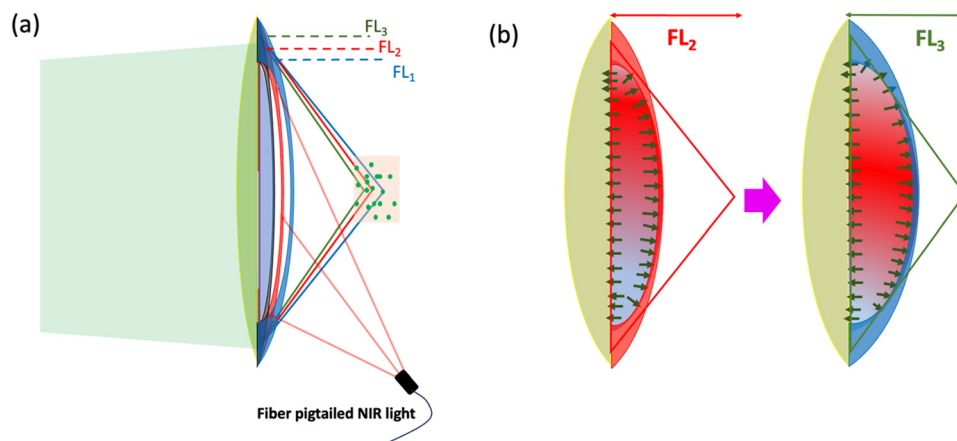 (a)
FL3
FL2
FL1
Fiber pigtailed NIR light
(b)
FL2
FL3